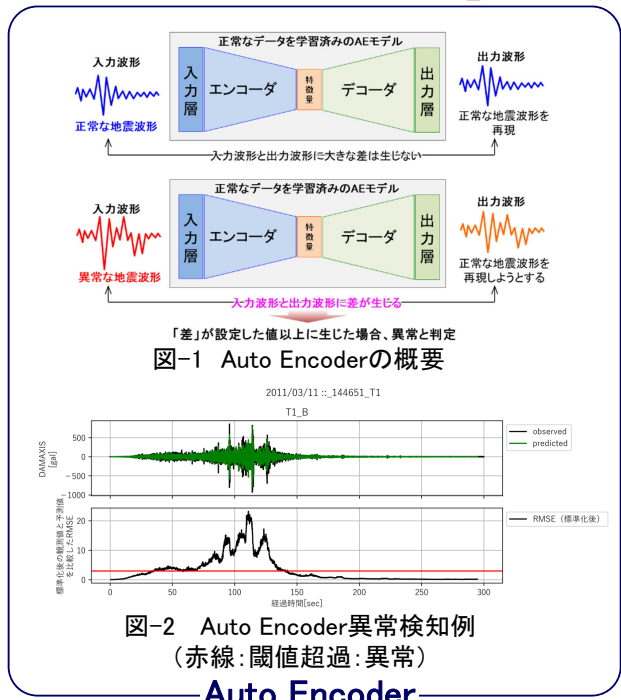 正常なデータを学習済みのAEモデル
入力波形
出力波形
入力層
エンコーダ
特徴量
デコーダ
出力層
正常な地震波形
正常な地震波形を
再現
入力波形と出力波形に大きな差は生じない
正常なデータを学習済みのAEモデル
入力波形
出力波形
入力層
エンコーダ
特徴量
デコーダ
出力層
異常な地震波形
正常な地震波形を
再現しようとする
入力波形と出力波形に差が生じる
「差」が設定した値以上に生じた場合、異常と判定
図-1 Auto Encoderの概要
2011/03/11 ::_144651_T1
T1_B
DAMAXIS
[gal]
500
0
−500
−1000
observed
predicted
標準化後の観測値と予測値
を比較したRMSE
20
10
0
RMSE（標準化後）
0 50 100 150 200 250 300
経過時間[sec]
図-2 Auto Encoder異常検知例
（赤線:閾値超過:異常）
Auto Encoder